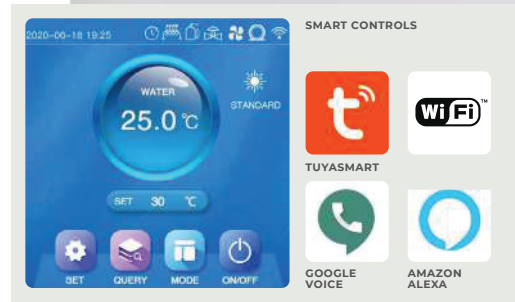 2020-06-18 19:25
WATER
25.0 ℃
STANDARD
SET 30 ℃
SET
QUERY
MODE
ON/OFF
SMART CONTROLS
t
WiFi™
TUYASMART
GOOGLE
VOICE
AMAZON
ALEXA